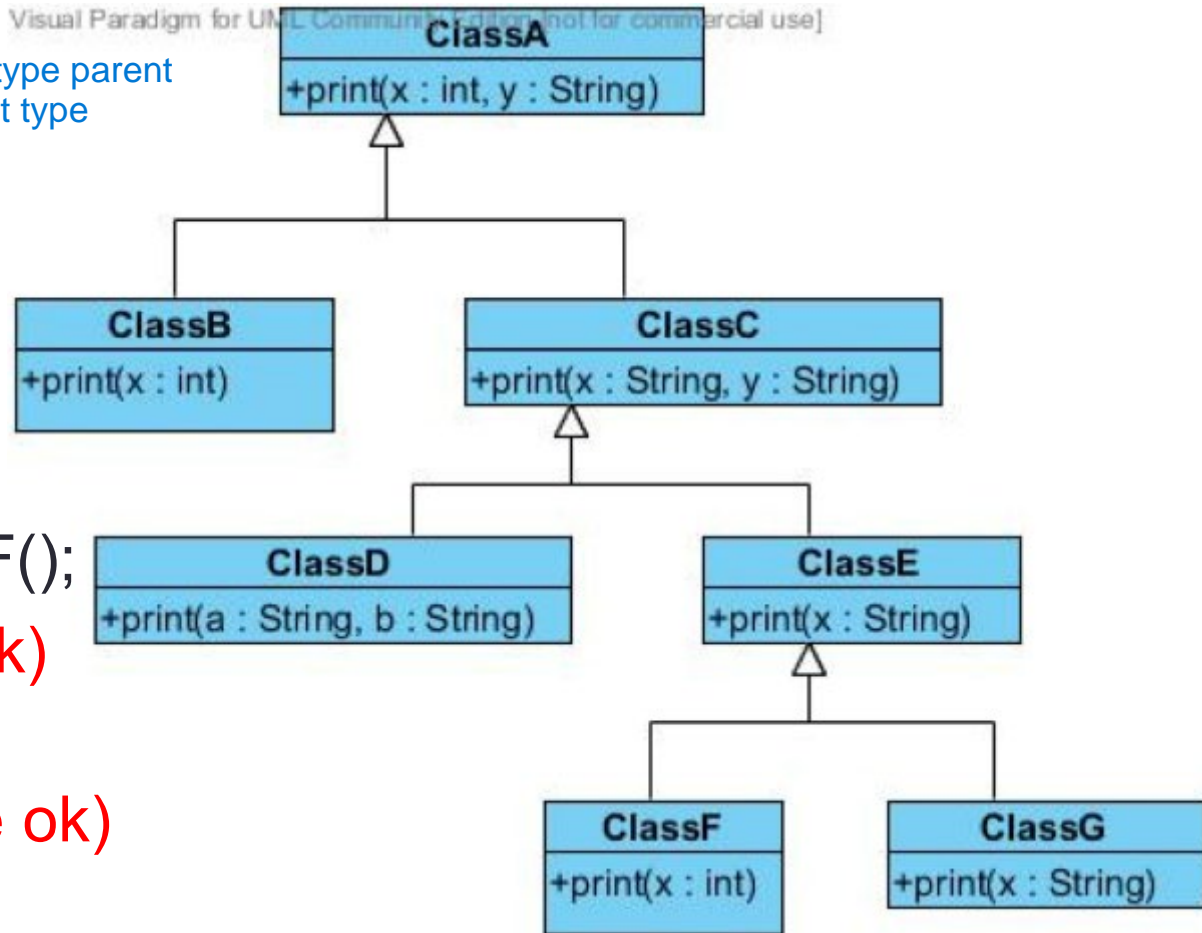 Visual Paradigm for UML Community Edition [not for commercial use]
ClassA
type parent
+print(x : int, y : String)
t type
ClassB
ClassC
+print(x : int)
+print(x : String, y : String)
F();
ClassD
ClassE
+print(a : String, b : String)
+print(x : String)
k)
e ok)
ClassF
ClassG
+print(x : int)
+print(x : String)